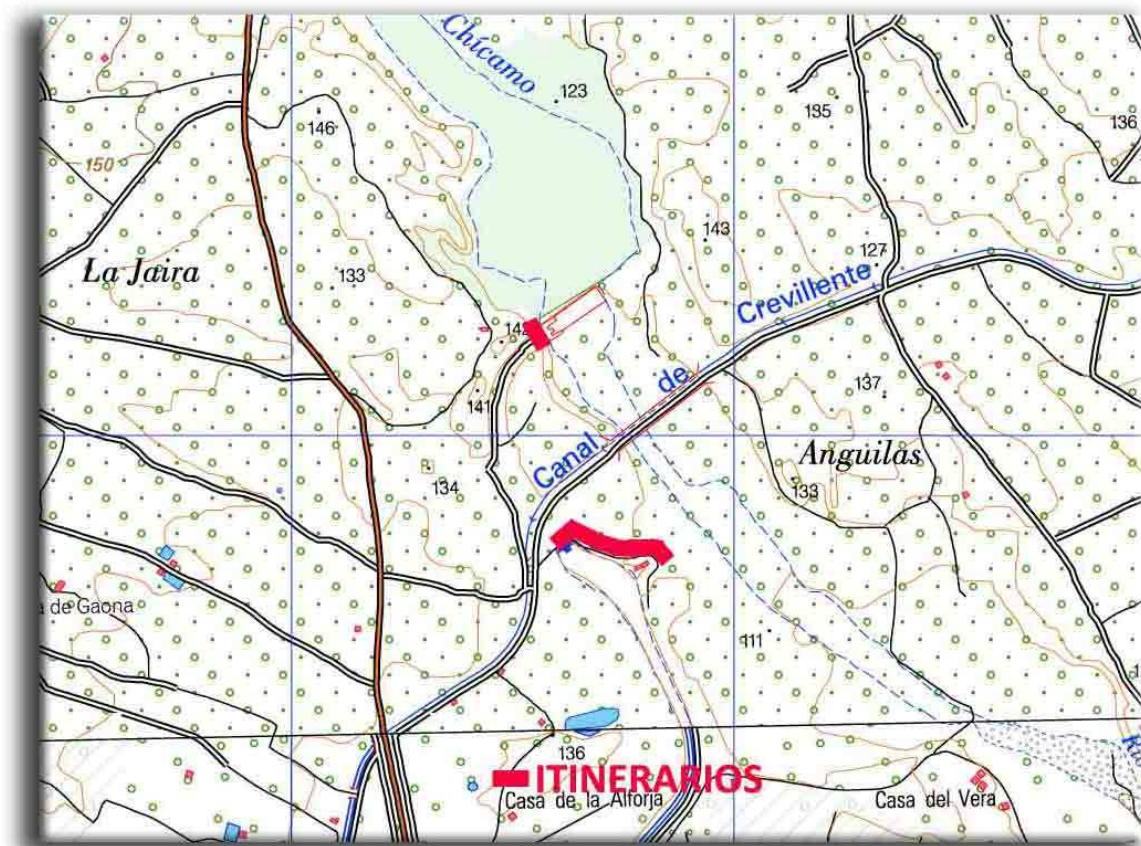 Chícamo
123
135
136
146
150
143
127
La Jaira
133
Crevillente
142
de
137
141
Canal
Anguilas
134
133
a de Gaona
111
136
ITINERARIOS
Casa de la Alforja
Casa del Vera